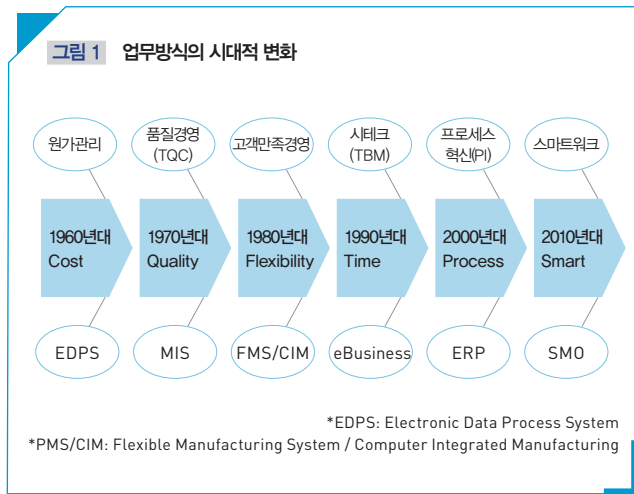 그림 1 업무방식의 시대적 변화
원가관리
품질경영
(TQC)
고객만족경영
시테크
(TBM)
프로세스
혁신(PI)
스마트워크
1960년대
Cost
1970년대
Quality
1980년대
Flexibility
1990년대
Time
2000년대
Process
2010년대
Smart
EDPS
MIS
FMS/CIM
eBusiness
ERP
SMO
*EDPS: Electronic Data Process System
*PMS/CIM: Flexible Manufacturing System / Computer Integrated Manufacturing